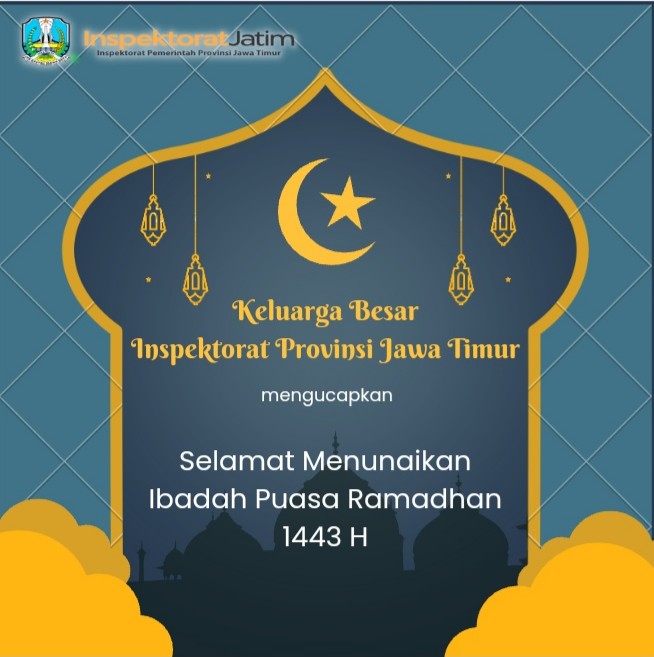 InspektoratJatim
Inspektorat Pemerintah Provinsi Jawa Timur
Keluarga Besar
Inspektorat Provinsi Jawa Timur
mengucapkan
Selamat Menunaikan
Ibadah Puasa Ramadhan
1443 H